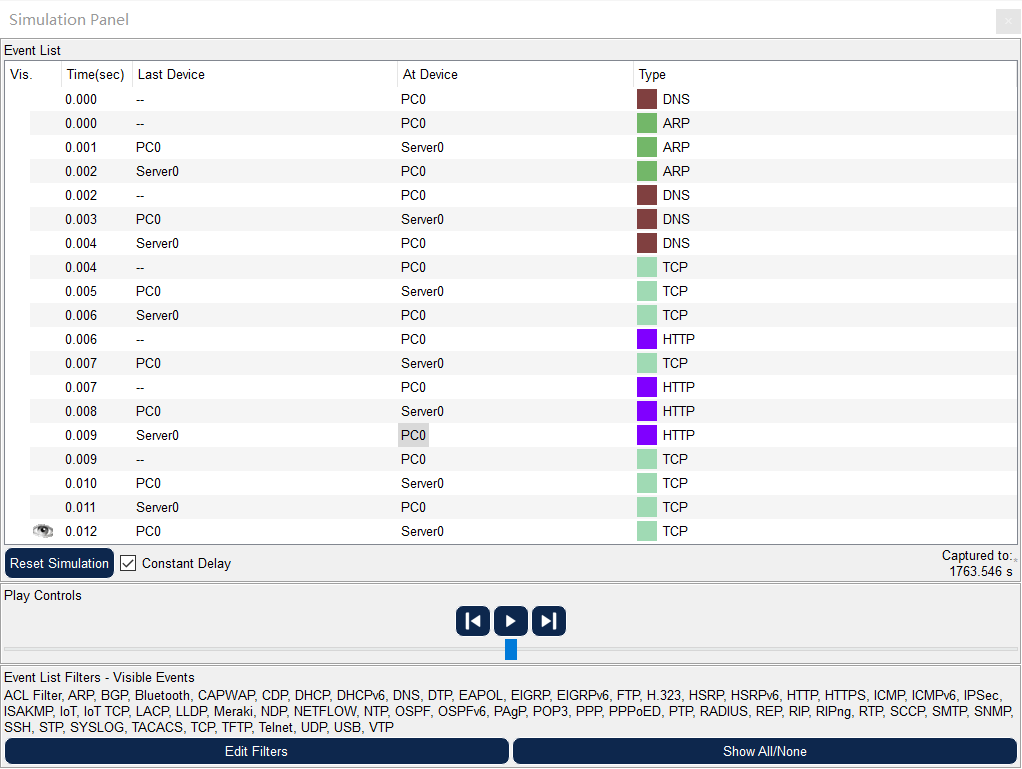 Simulation Panel
Event List
Vis. Time(sec) Last Device At Device Type
0.000 -- PC0 DNS
0.000 -- PC0 ARP
0.001 PC0 Server0 ARP
0.002 Server0 PC0 ARP
0.002 -- PC0 DNS
0.003 PC0 Server0 DNS
0.004 Server0 PC0 DNS
0.004 -- PC0 TCP
0.005 PC0 Server0 TCP
0.006 Server0 PC0 TCP
0.006 -- PC0 HTTP
0.007 PC0 Server0 TCP
0.007 -- PC0 HTTP
0.008 PC0 Server0 HTTP
0.009 Server0 PC0 HTTP
0.009 -- PC0 TCP
0.010 PC0 Server0 TCP
0.011 Server0 PC0 TCP
0.012 PC0 Server0 TCP
Reset Simulation Constant Delay Captured to:
1763.546 s
Play Controls
Event List Filters - Visible Events
ACL Filter, ARP, BGP, Bluetooth, CAPWAP, CDP, DHCP, DHCPv6, DNS, DTP, EAPOL, EIGRP, EIGRPv6, FTP, H.323, HSRP, HSRPv6, HTTP, HTTPS, ICMP, ICMPv6, IPSec,
ISAKMP, IoT, IoT TCP, LACP, LLDP, Meraki, NDP, NETFLOW, NTP, OSPF, OSPFv6, PAgP, POP3, PPP, PPPoED, PTP, RADIUS, REP, RIP, RIPng, RTP, SCCP, SMTP, SNMP,
SSH, STP, SYSLOG, TACACS, TCP, TFTP, Telnet, UDP, USB, VTP
Edit Filters Show All/None